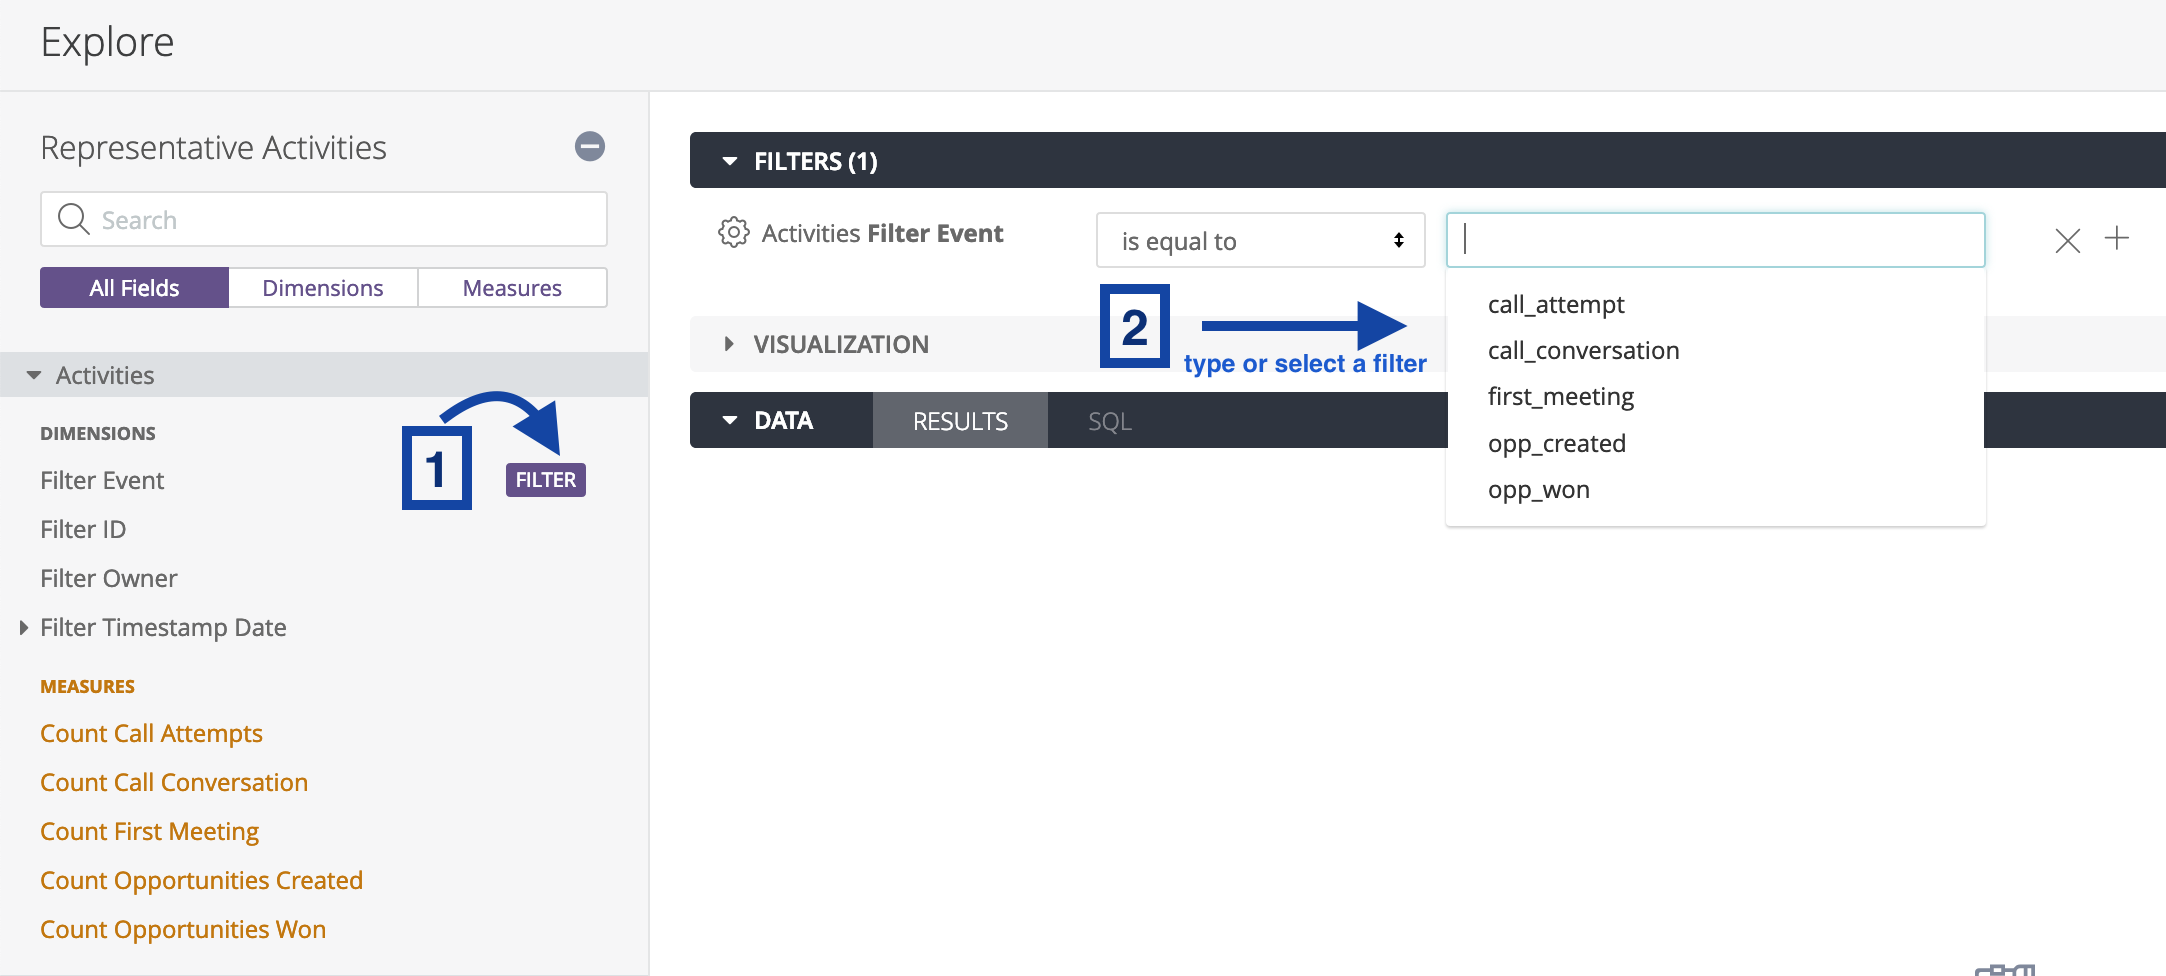 Explore
Representative Activities
Search
All Fields Dimensions Measures
Activities
DIMENSIONS
Filter Event
1
FILTER
Filter ID
Filter Owner
Filter Timestamp Date
MEASURES
Count Call Attempts
Count Call Conversation
Count First Meeting
Count Opportunities Created
Count Opportunities Won
FILTERS (1)
Activities Filter Event is equal to
2
type or select a filter
call_attempt
call_conversation
first_meeting
opp_created
opp_won
VISUALIZATION
DATA RESULTS SQL